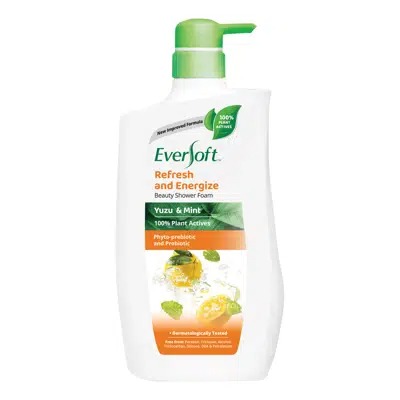 New Improved Formula
100%
PLANT
ACTIVES
EverSoft™
Refresh
and Energize
Beauty Shower Foam
Yuzu & Mint
100% Plant Actives
Phyto-prebiotic
and Prebiotic
• Dermatologically Tested